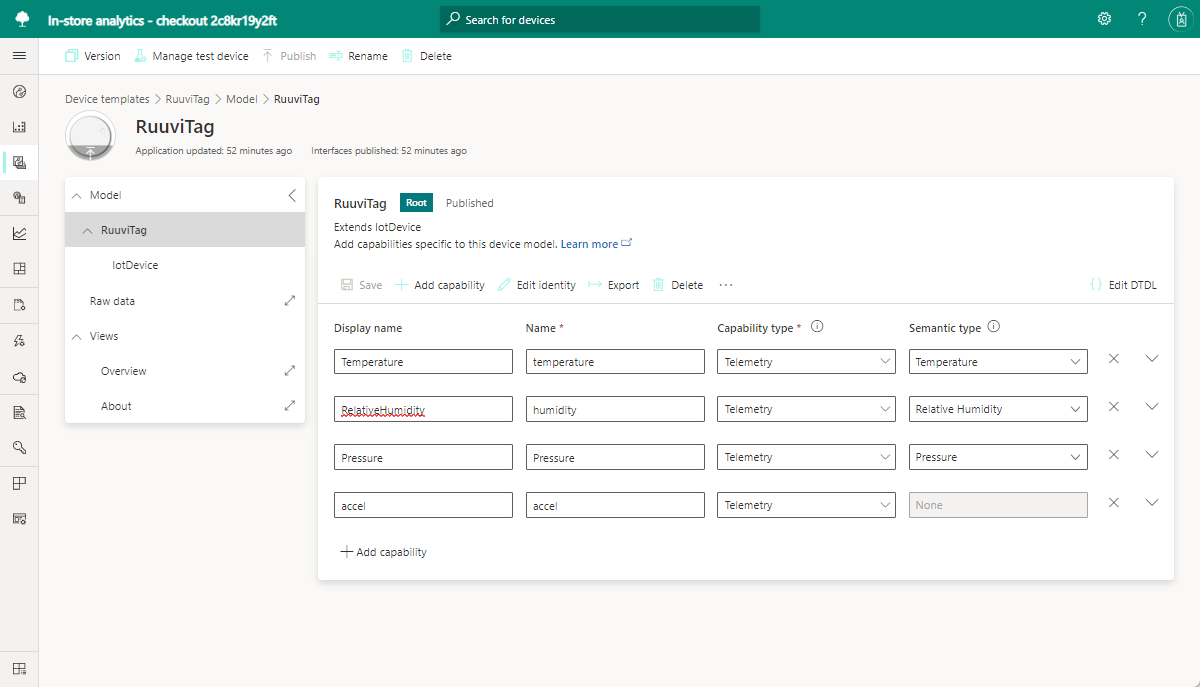 In-store analytics - checkout 2c8kr19y2ft
Search for devices
?
Version
Manage test device
Publish
Rename
Delete
Device templates > RuuviTag > Model > RuuviTag
RuuviTag
Application updated: 52 minutes ago Interfaces published: 52 minutes ago
Model
RuuviTag
IotDevice
Raw data
Views
Overview
About
RuuviTag Root Published
Extends IotDevice
Add capabilities specific to this device model. Learn more
Save Add capability Edit identity Export Delete ... {} Edit DTDL
Display name Name * Capability type * Semantic type
Temperature temperature Telemetry Temperature
RelativeHumidity humidity Telemetry Relative Humidity
Pressure Pressure Telemetry Pressure
accel accel Telemetry None
Add capability